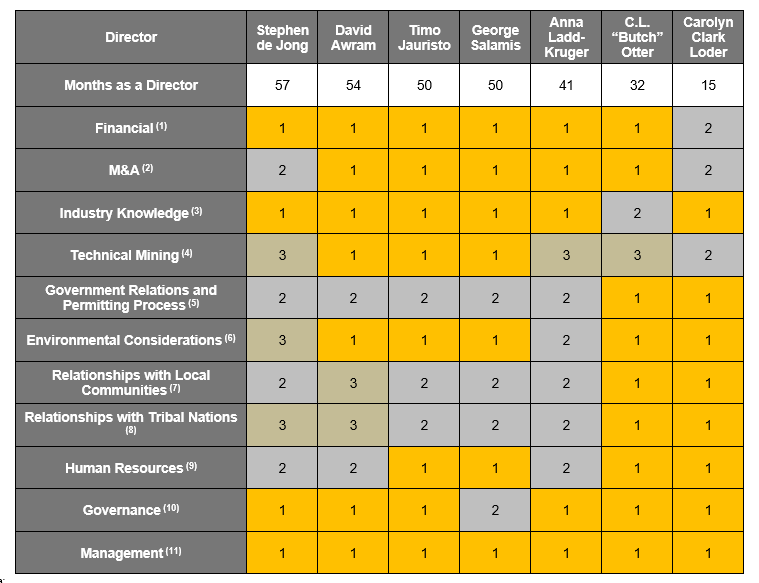 Director Stephen de Jong David Awram Timo Jauristo George Salamis Anna Ladd-Kruger C.L. “Butch” Otter Carolyn Clark Loder
Months as a Director 57 54 50 50 41 32 15
Financial (1) 1 1 1 1 1 1 2
M&A (2) 2 1 1 1 1 1 2
Industry Knowledge (3) 1 1 1 1 1 2 1
Technical Mining (4) 3 1 1 1 3 3 2
Government Relations and Permitting Process (5) 2 2 2 2 2 1 1
Environmental Considerations (6) 3 1 1 1 2 1 1
Relationships with Local Communities (7) 2 3 2 2 2 1 1
Relationships with Tribal Nations (8) 3 3 2 2 2 1 1
Human Resources (9) 2 2 1 1 2 1 1
Governance (10) 1 1 1 2 1 1 1
Management (11) 1 1 1 1 1 1 1